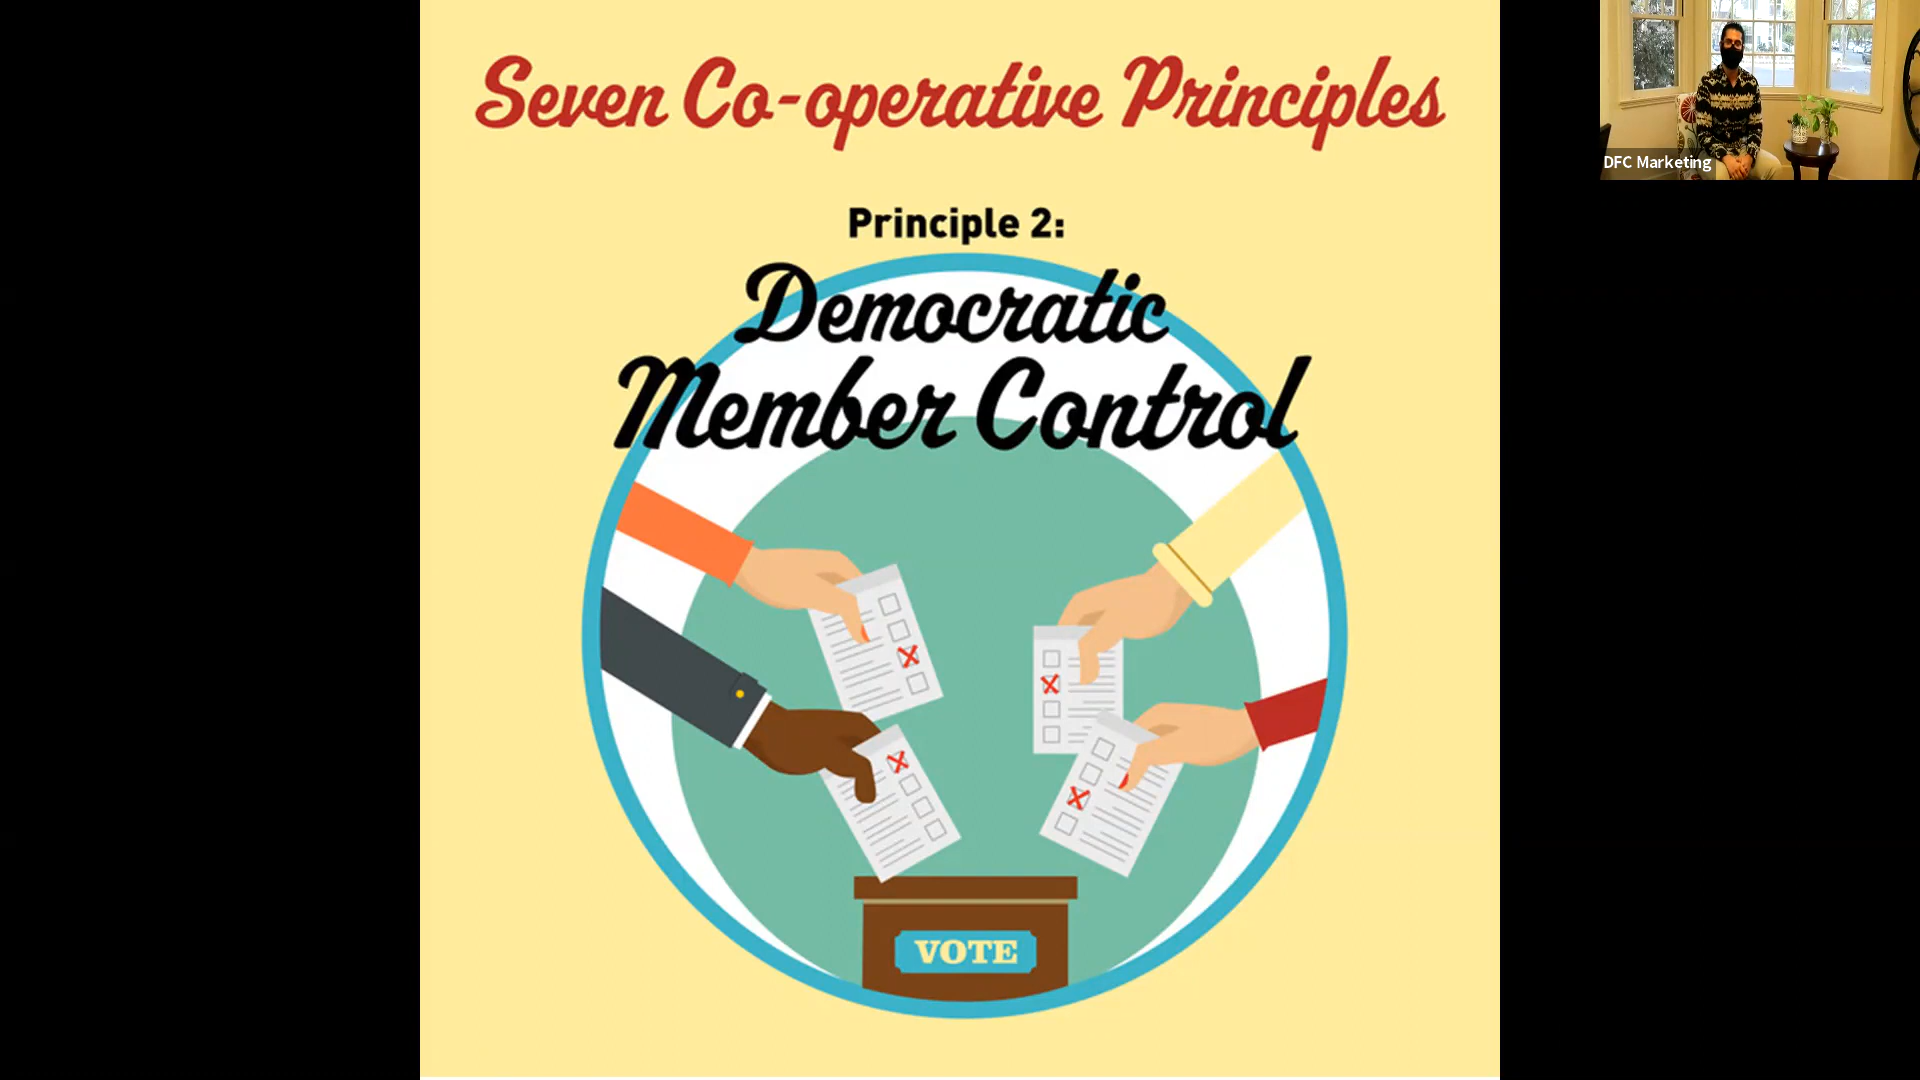 Seven Co-operative Principles
Principle 2:
Democratic
Member Control
VOTE
DFC Marketing